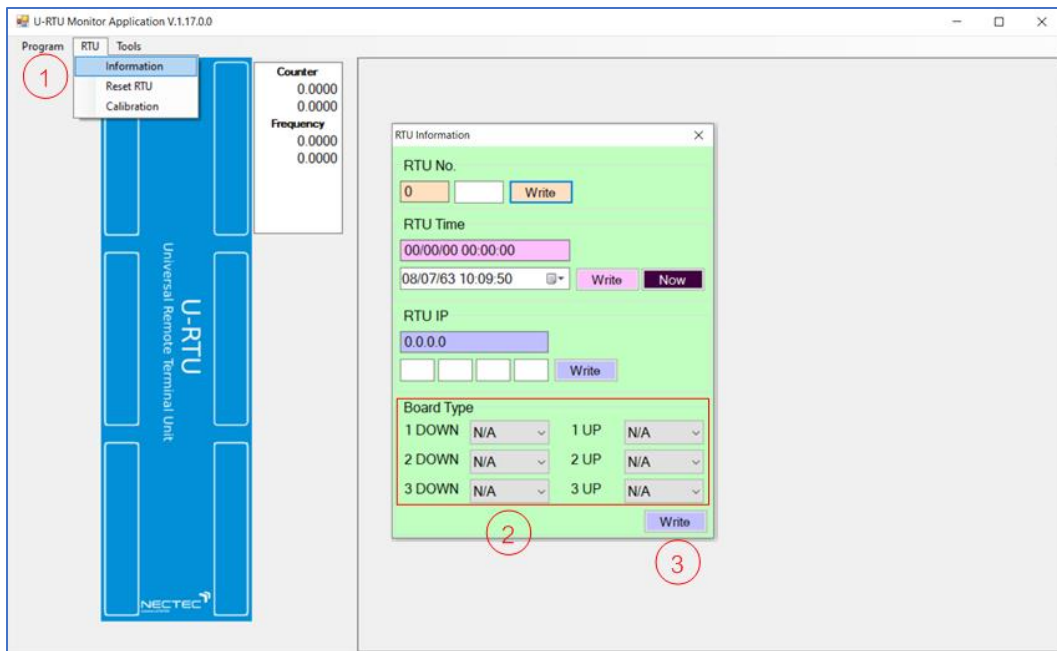 U-RTU Monitor Application V.1.17.0.0
Program RTU Tools
Information
Reset RTU
Calibration
1
Counter
0.0000
0.0000
Frequency
0.0000
0.0000
U-RTU
Universal Remote Terminal Unit
NECTEC
RTU Information
RTU No.
0 Write
RTU Time
00/00/00 00:00:00
08/07/63 10:09:50 Write Now
RTU IP
0.0.0.0
Write
Board Type
1 DOWN N/A 1 UP N/A
2 DOWN N/A 2 UP N/A
3 DOWN N/A 3 UP N/A
Write
2
3